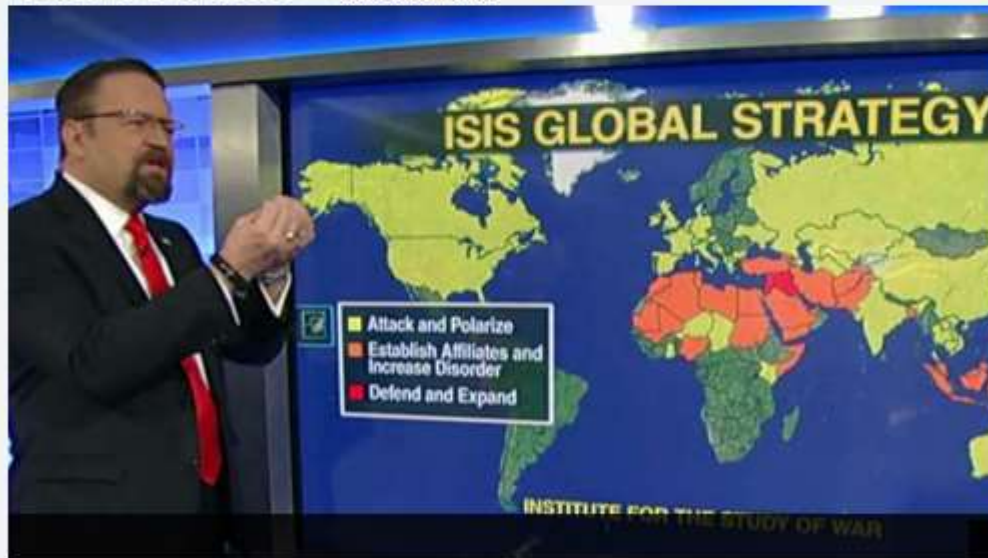 ISIS GLOBAL STRATEGY
Attack and Polarize
Establish Affiliates and
Increase Disorder
Defend and Expand
INSTITUTE FOR THE STUDY OF WAR